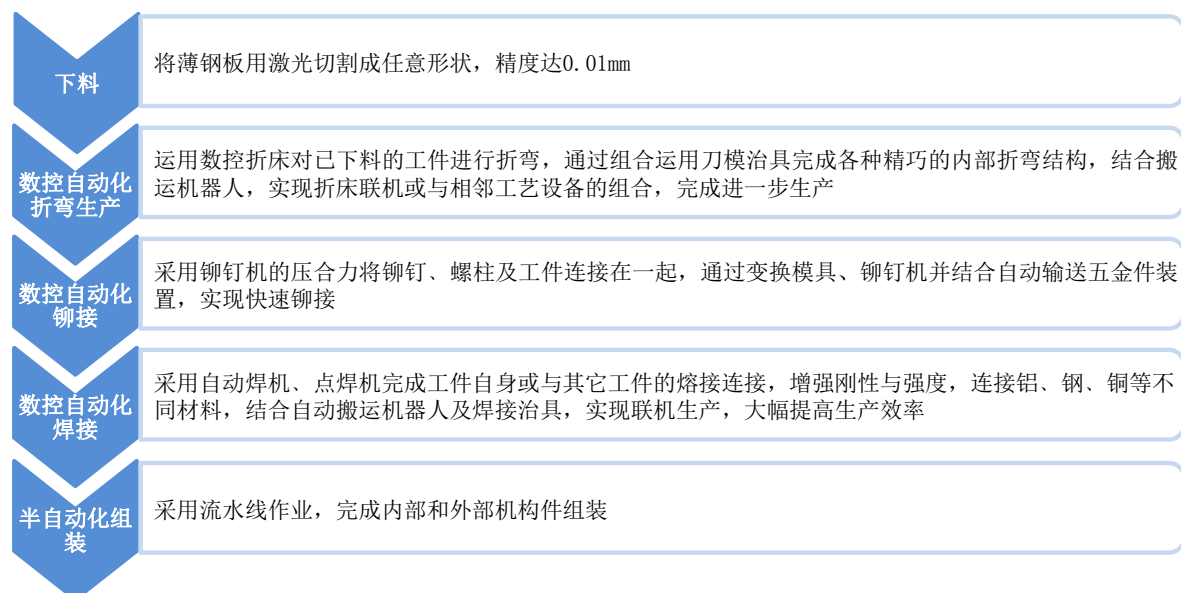 下料
将薄钢板用激光切割成任意形状，精度达0.01mm
数控自动化
折弯生产
运用数控折床对已下料的工件进行折弯，通过组合运用刀模治具完成各种精巧的内部折弯结构，结合搬
运机器人，实现折床联机或与相邻工艺设备的组合，完成进一步生产
数控自动化
铆接
采用铆钉机的压合力将铆钉、螺柱及工件连接在一起，通过变换模具、铆钉机并结合自动输送五金件装
置，实现快速铆接
数控自动化
焊接
采用自动焊机、点焊机完成工件自身或与其它工件的熔接连接，增强刚性与强度，连接铝、钢、铜等不
同材料，结合自动搬运机器人及焊接治具，实现联机生产，大幅提高生产效率
半自动化组
装
采用流水线作业，完成内部和外部机构件组装